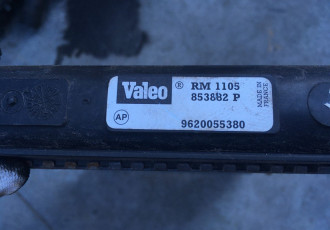 Valeo ® RM 1105
853882 P
MADE IN
FRANCE
AP
9620055380